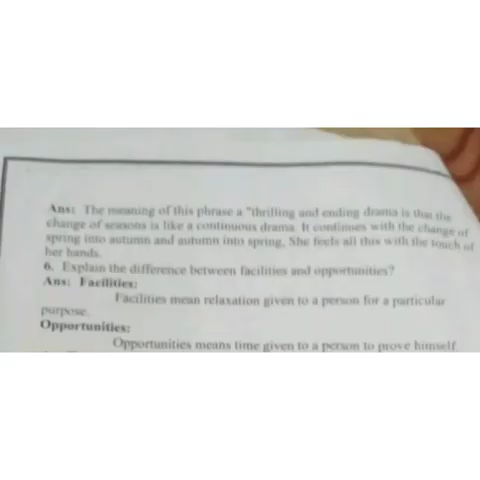 Ans: The meaning of this phrase a "thrilling and ending drama is that the
change of seasons is like a continuous drama. It continues with the change of
spring into autumn and autumn into spring. She feels all this with the touch of
her hands.
6. Explain the difference between facilities and opportunities?
Ans: Facilities:
Facilities mean relaxation given to a person for a particular
purpose.
Opportunities:
Opportunities means time given to a person to prove himself